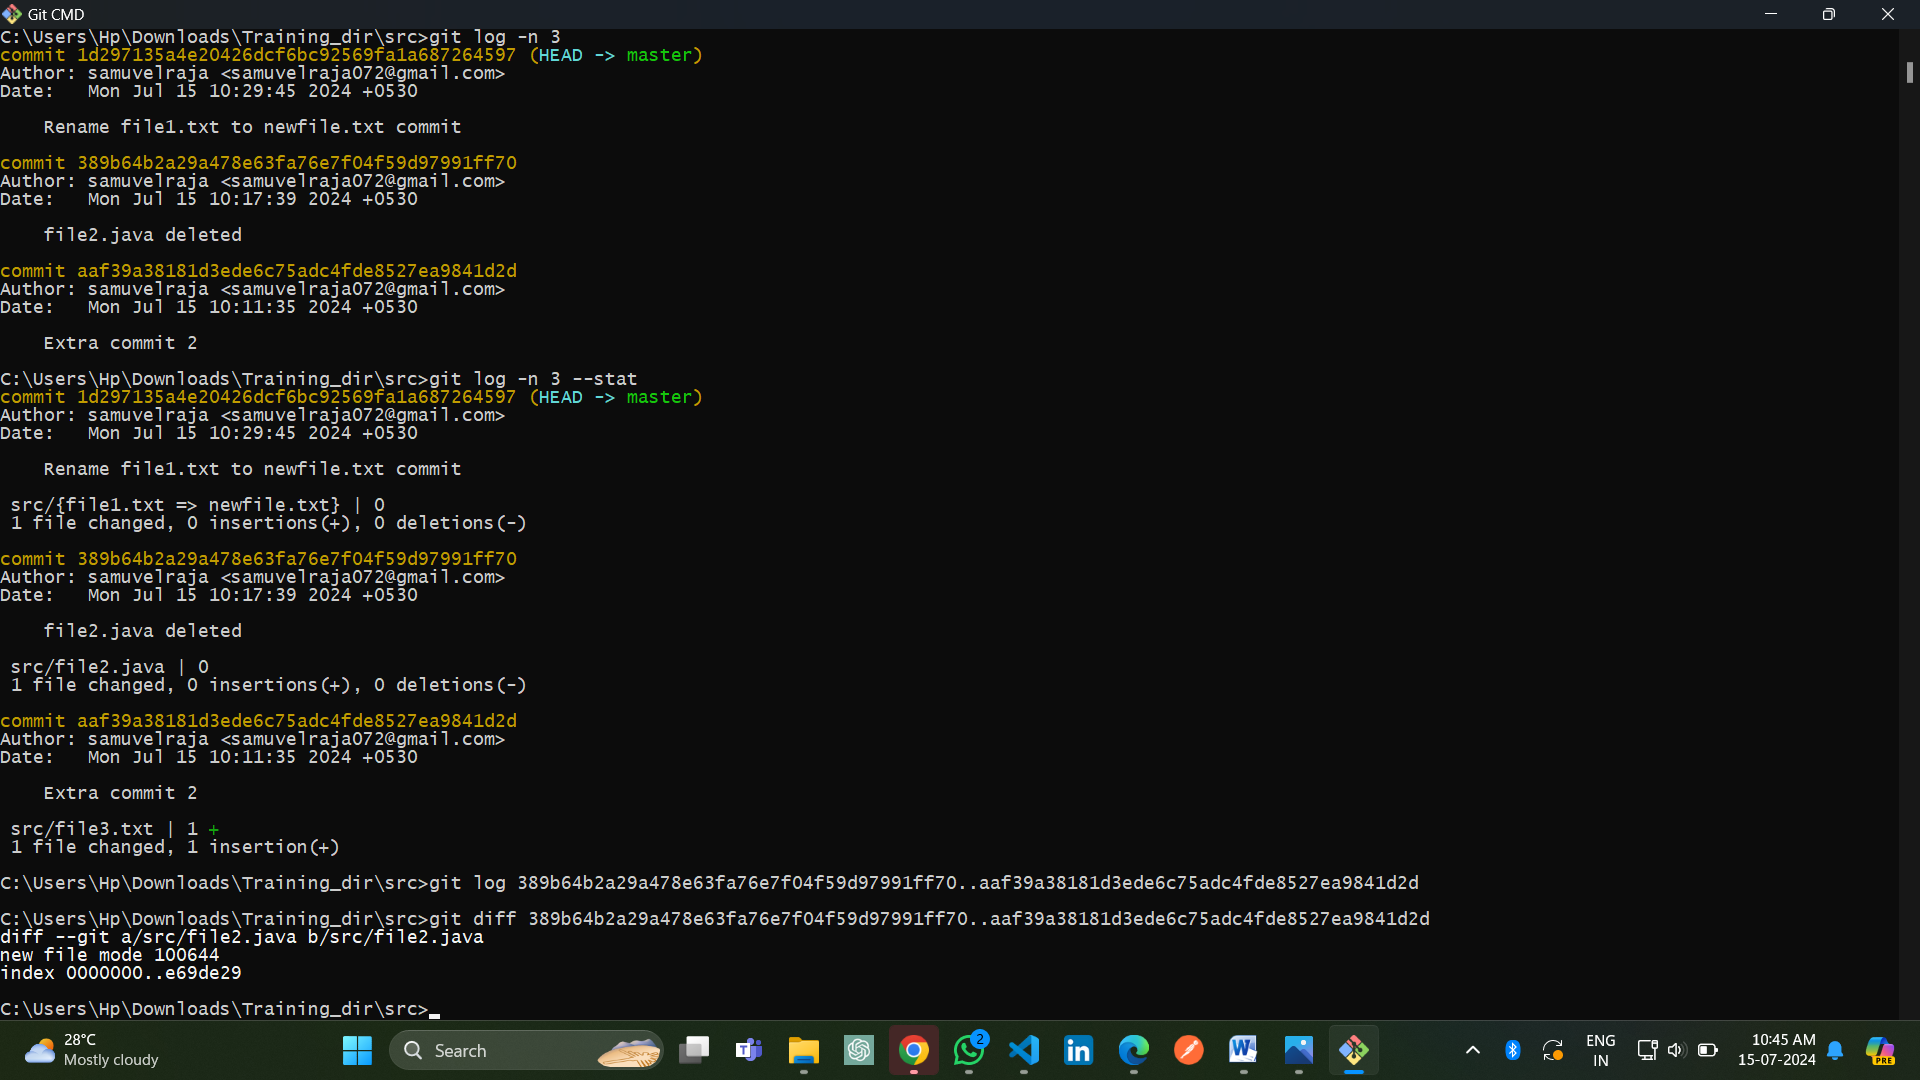 Git CMD
C:\Users\Hp\Downloads\Training_dir\src>git log -n 3
commit 1d297135a4e20426dcf6bc92569fa1a687264597 (HEAD -> master)
Author: samuvelraja <samuvelraja072@gmail.com>
Date:   Mon Jul 15 10:29:45 2024 +0530
    Rename file1.txt to newfile.txt commit
commit 389b64b2a29a478e63fa76e7f04f59d97991ff70
Author: samuvelraja <samuvelraja072@gmail.com>
Date:   Mon Jul 15 10:17:39 2024 +0530
    file2.java deleted
commit aaf39a38181d3ede6c75adc4fde8527ea9841d2d
Author: samuvelraja <samuvelraja072@gmail.com>
Date:   Mon Jul 15 10:11:35 2024 +0530
    Extra commit 2
C:\Users\Hp\Downloads\Training_dir\src>git log -n 3 --stat
commit 1d297135a4e20426dcf6bc92569fa1a687264597 (HEAD -> master)
Author: samuvelraja <samuvelraja072@gmail.com>
Date:   Mon Jul 15 10:29:45 2024 +0530
    Rename file1.txt to newfile.txt commit
 src/{file1.txt => newfile.txt} | 0
 1 file changed, 0 insertions(+), 0 deletions(-)
commit 389b64b2a29a478e63fa76e7f04f59d97991ff70
Author: samuvelraja <samuvelraja072@gmail.com>
Date:   Mon Jul 15 10:17:39 2024 +0530
    file2.java deleted
 src/file2.java | 0
 1 file changed, 0 insertions(+), 0 deletions(-)
commit aaf39a38181d3ede6c75adc4fde8527ea9841d2d
Author: samuvelraja <samuvelraja072@gmail.com>
Date:   Mon Jul 15 10:11:35 2024 +0530
    Extra commit 2
 src/file3.txt | 1 +
 1 file changed, 1 insertion(+)
C:\Users\Hp\Downloads\Training_dir\src>git log 389b64b2a29a478e63fa76e7f04f59d97991ff70..aaf39a38181d3ede6c75adc4fde8527ea9841d2d
C:\Users\Hp\Downloads\Training_dir\src>git diff 389b64b2a29a478e63fa76e7f04f59d97991ff70..aaf39a38181d3ede6c75adc4fde8527ea9841d2d
diff --git a/src/file2.java b/src/file2.java
new file mode 100644
index 0000000..e69de29
C:\Users\Hp\Downloads\Training_dir\src>
28°C
Mostly cloudy
Search
2
ENG
IN
10:45 AM
15-07-2024
PRE